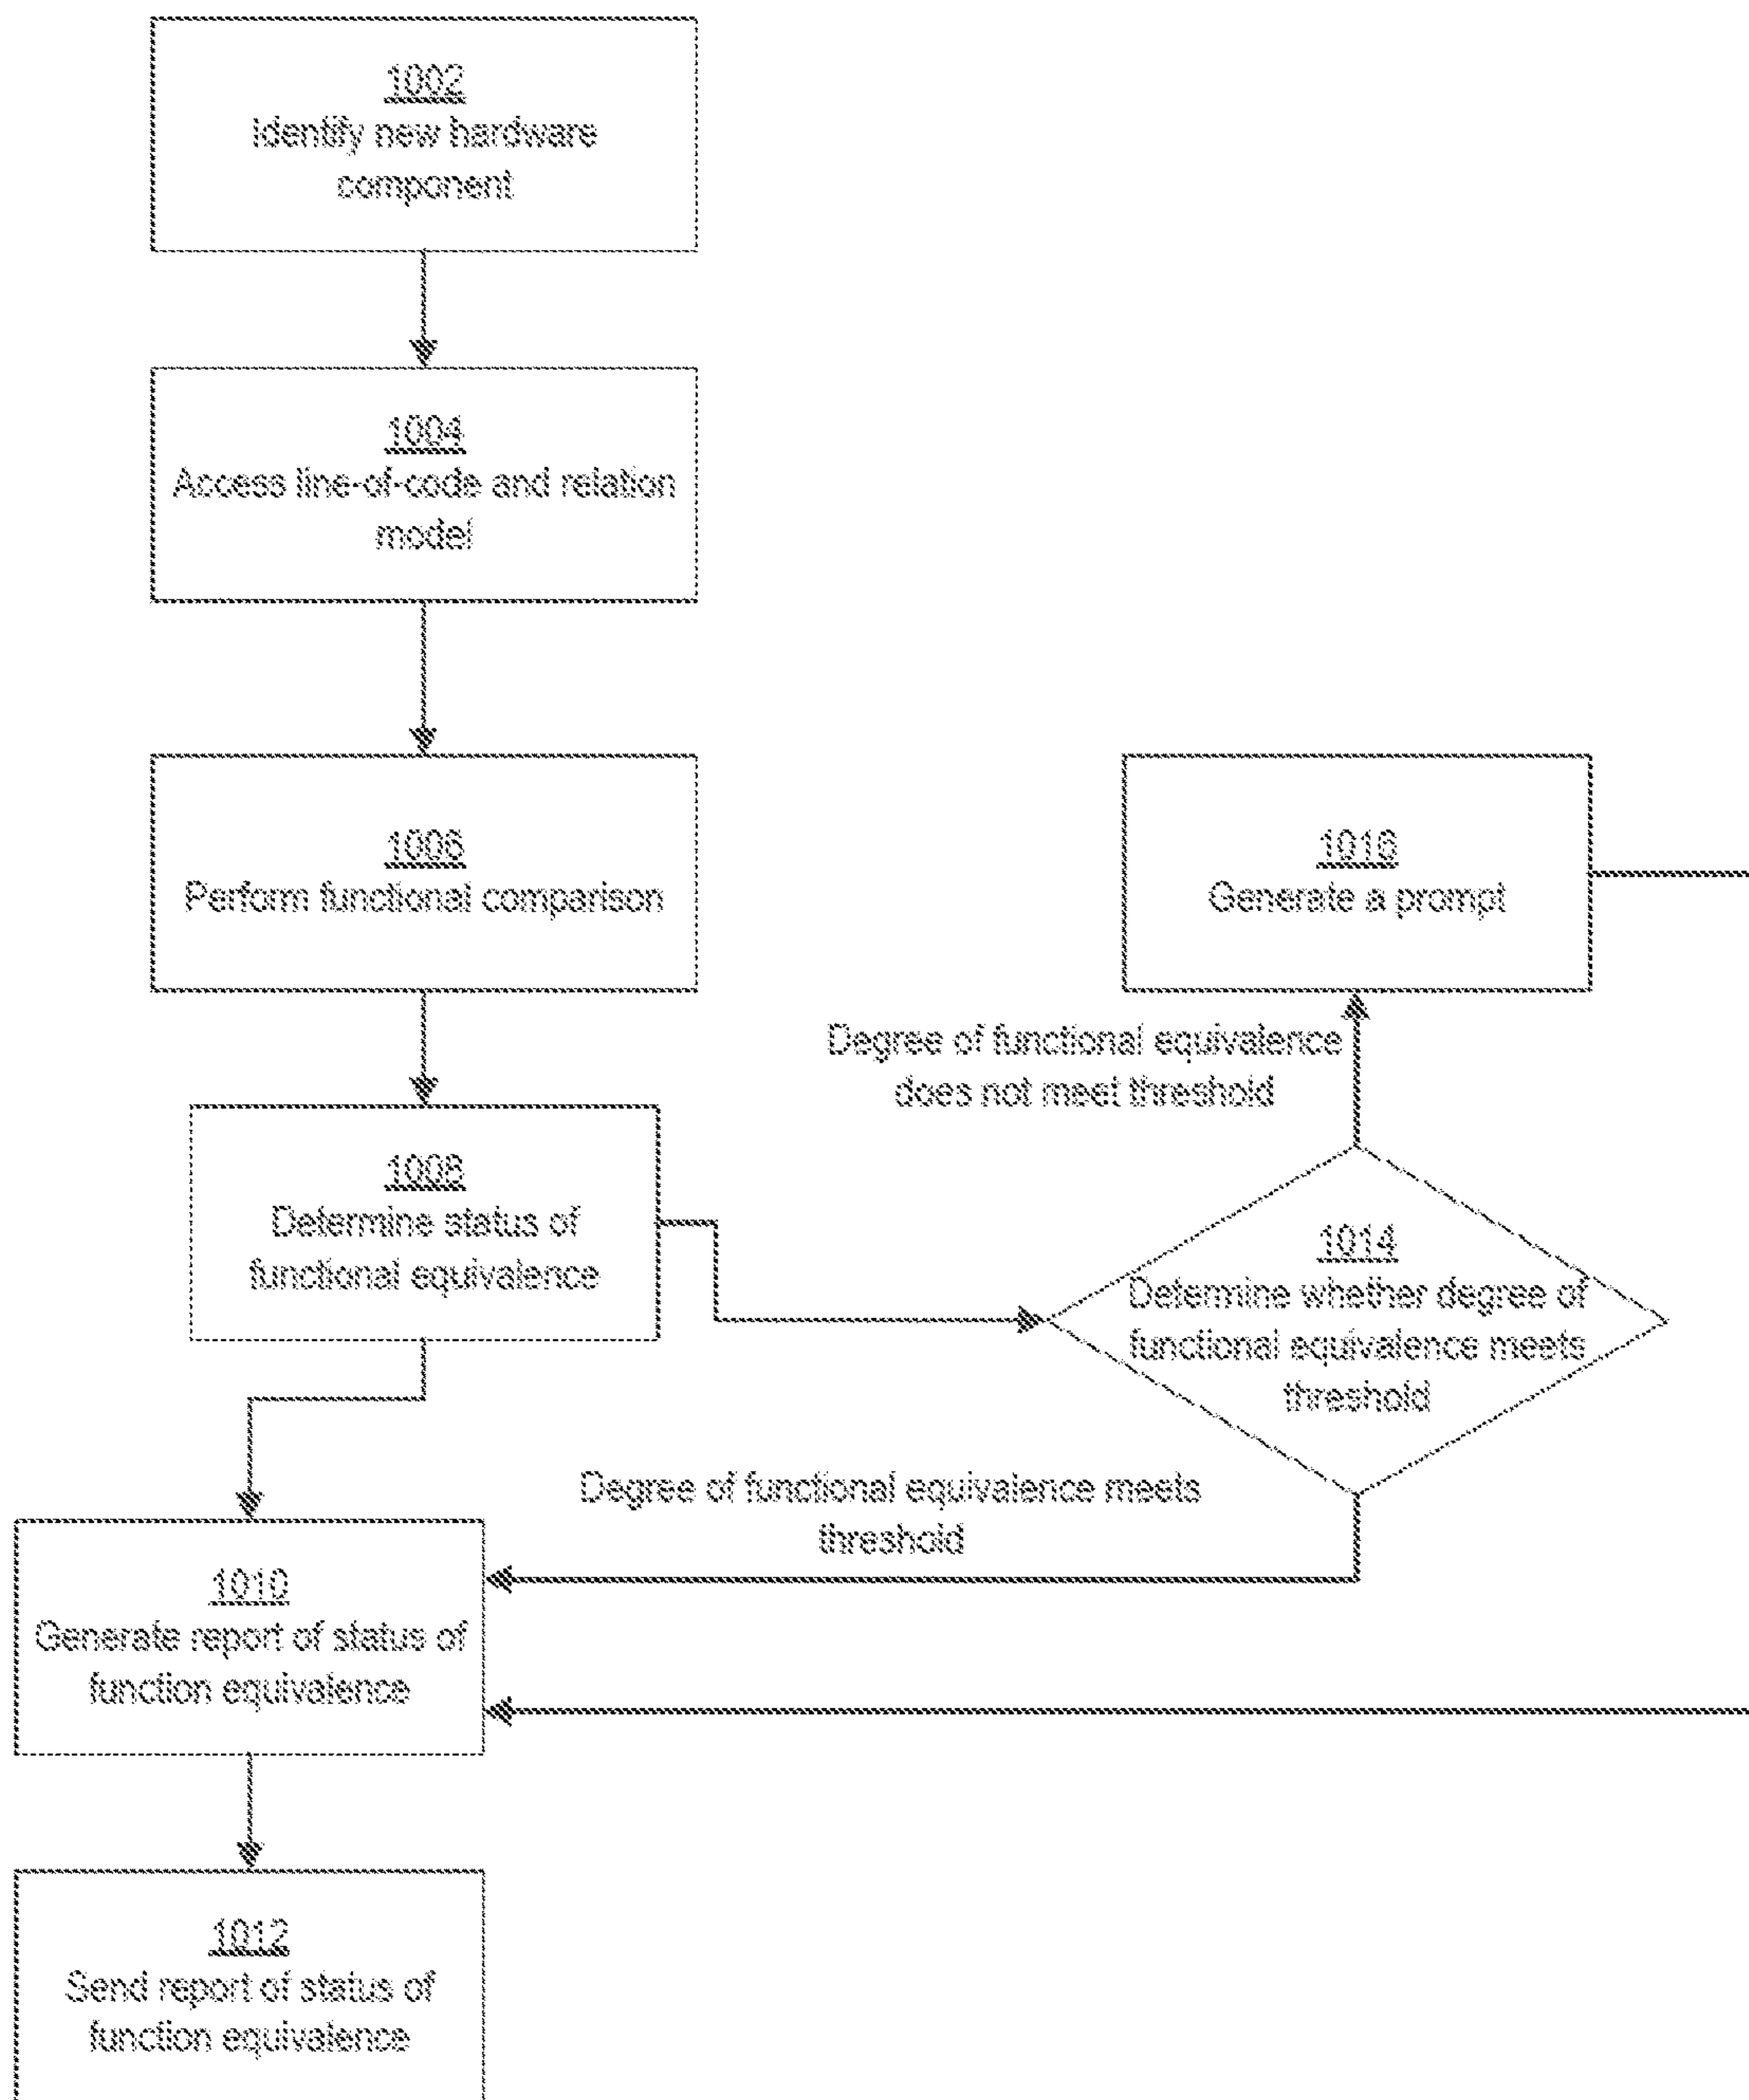 1002
Identify new hardware
component
1004
Access line-of-code and relation
model
1006
Perform functional comparison
1016
Generate a prompt
Degree of functional equivalence
does not meet threshold
1008
Determine status of
functional equivalence
1014
Determine whether degree of
functional equivalence meets
threshold
Degree of functional equivalence meets
threshold
1010
Generate report of status of
function equivalence
1012
Send report of status of
function equivalence